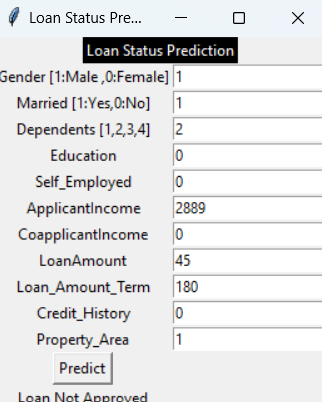 Loan Status Pre...
Loan Status Prediction
Gender [1:Male ,0:Female] 1
Married [1:Yes,0:No] 1
Dependents [1,2,3,4] 2
Education 0
Self_Employed 0
ApplicantIncome 2889
CoapplicantIncome 0
LoanAmount 45
Loan_Amount_Term 180
Credit_History 0
Property_Area 1
Predict
Loan Not Approved